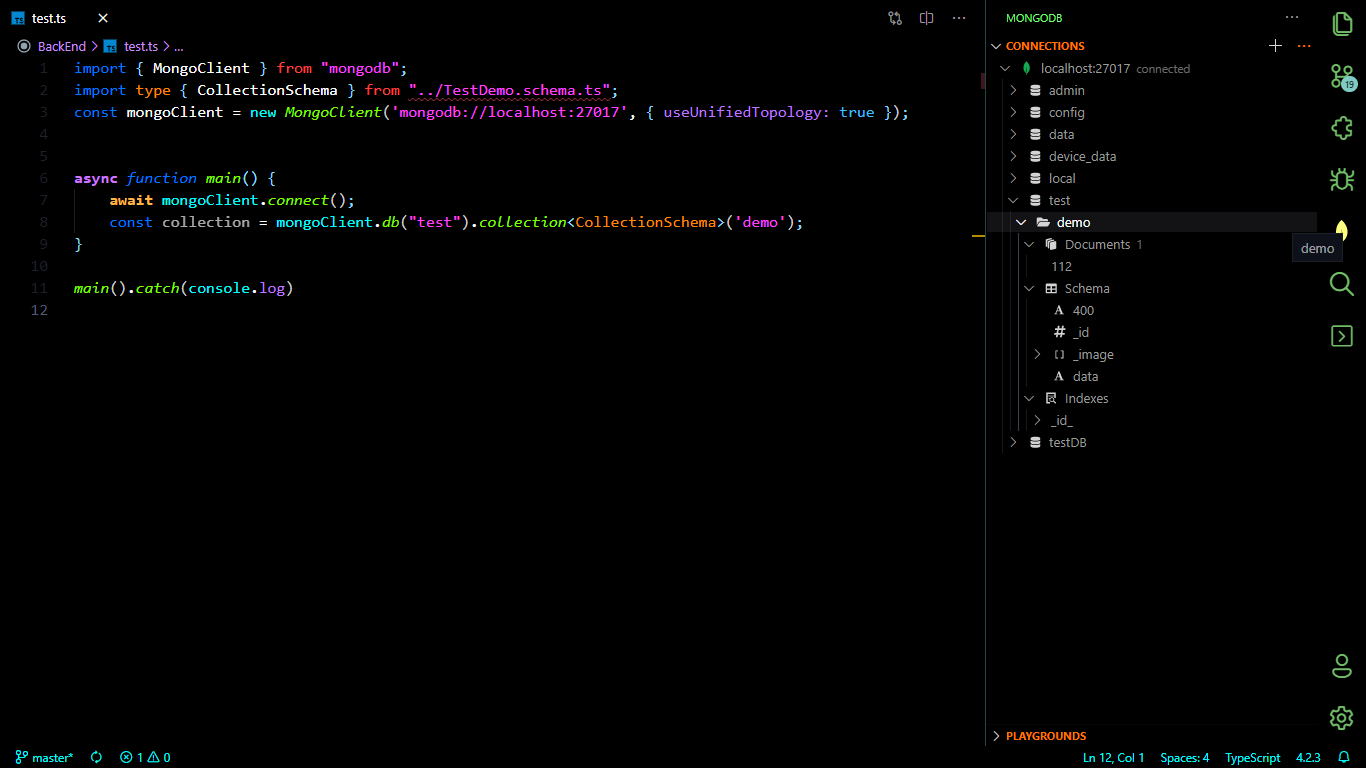 test.ts
BackEnd > test.ts > ...
1 import { MongoClient } from "mongodb";
2 import type { CollectionSchema } from "../TestDemo.schema.ts";
3 const mongoClient = new MongoClient('mongodb://localhost:27017', { useUnifiedTopology: true });
4
5
6 async function main() {
7     await mongoClient.connect();
8     const collection = mongoClient.db("test").collection<CollectionSchema>('demo');
9 }
10
11 main().catch(console.log)
12
MONGODB
CONNECTIONS
localhost:27017 connected
admin
config
data
device_data
local
test
demo
Documents 1
112
Schema
400
_id
_image
data
Indexes
_id_
testDB
PLAYGROUNDS
19
demo
master* 1 0
Ln 12, Col 1 Spaces: 4 TypeScript 4.2.3